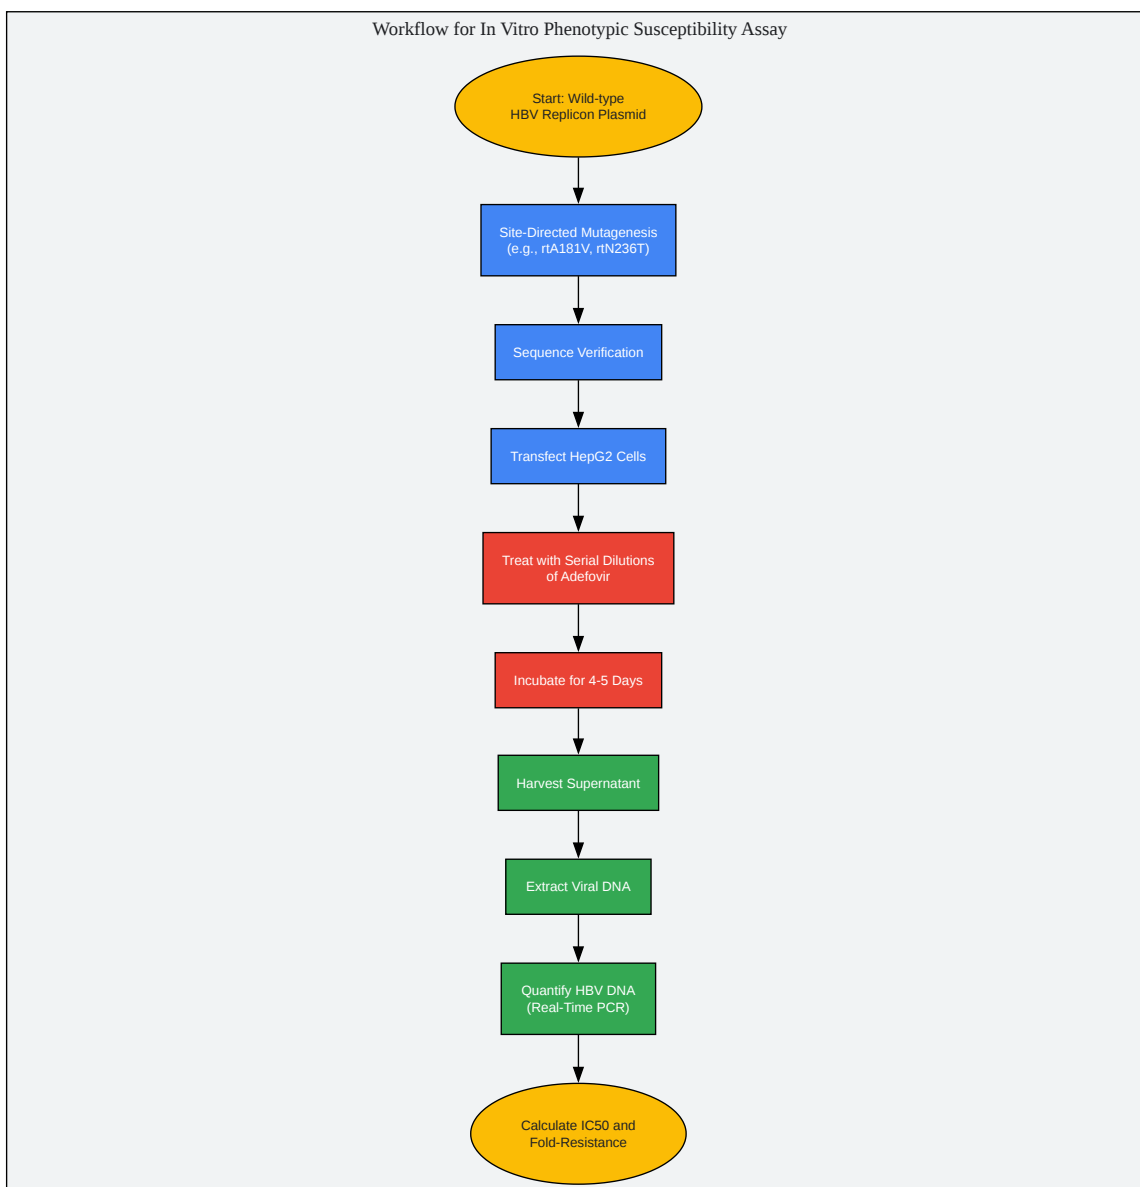 Workflow for In Vitro Phenotypic Susceptibility Assay
Start: Wild-type
HBV Replicon Plasmid
Site-Directed Mutagenesis
(e.g., rtA181V, rtN236T)
Sequence Verification
Transfect HepG2 Cells
Treat with Serial Dilutions
of Adefovir
Incubate for 4-5 Days
Harvest Supernatant
Extract Viral DNA
Quantify HBV DNA
(Real-Time PCR)
Calculate IC50 and
Fold-Resistance